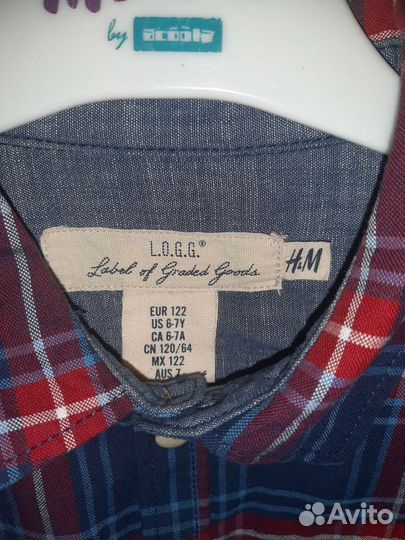 by acoola
L.O.G.G.®
Label of Graded Goods
H&M
EUR 122
US 6-7Y
CA 6-7A
CN 120/64
MX 122
AUS 7
Avito